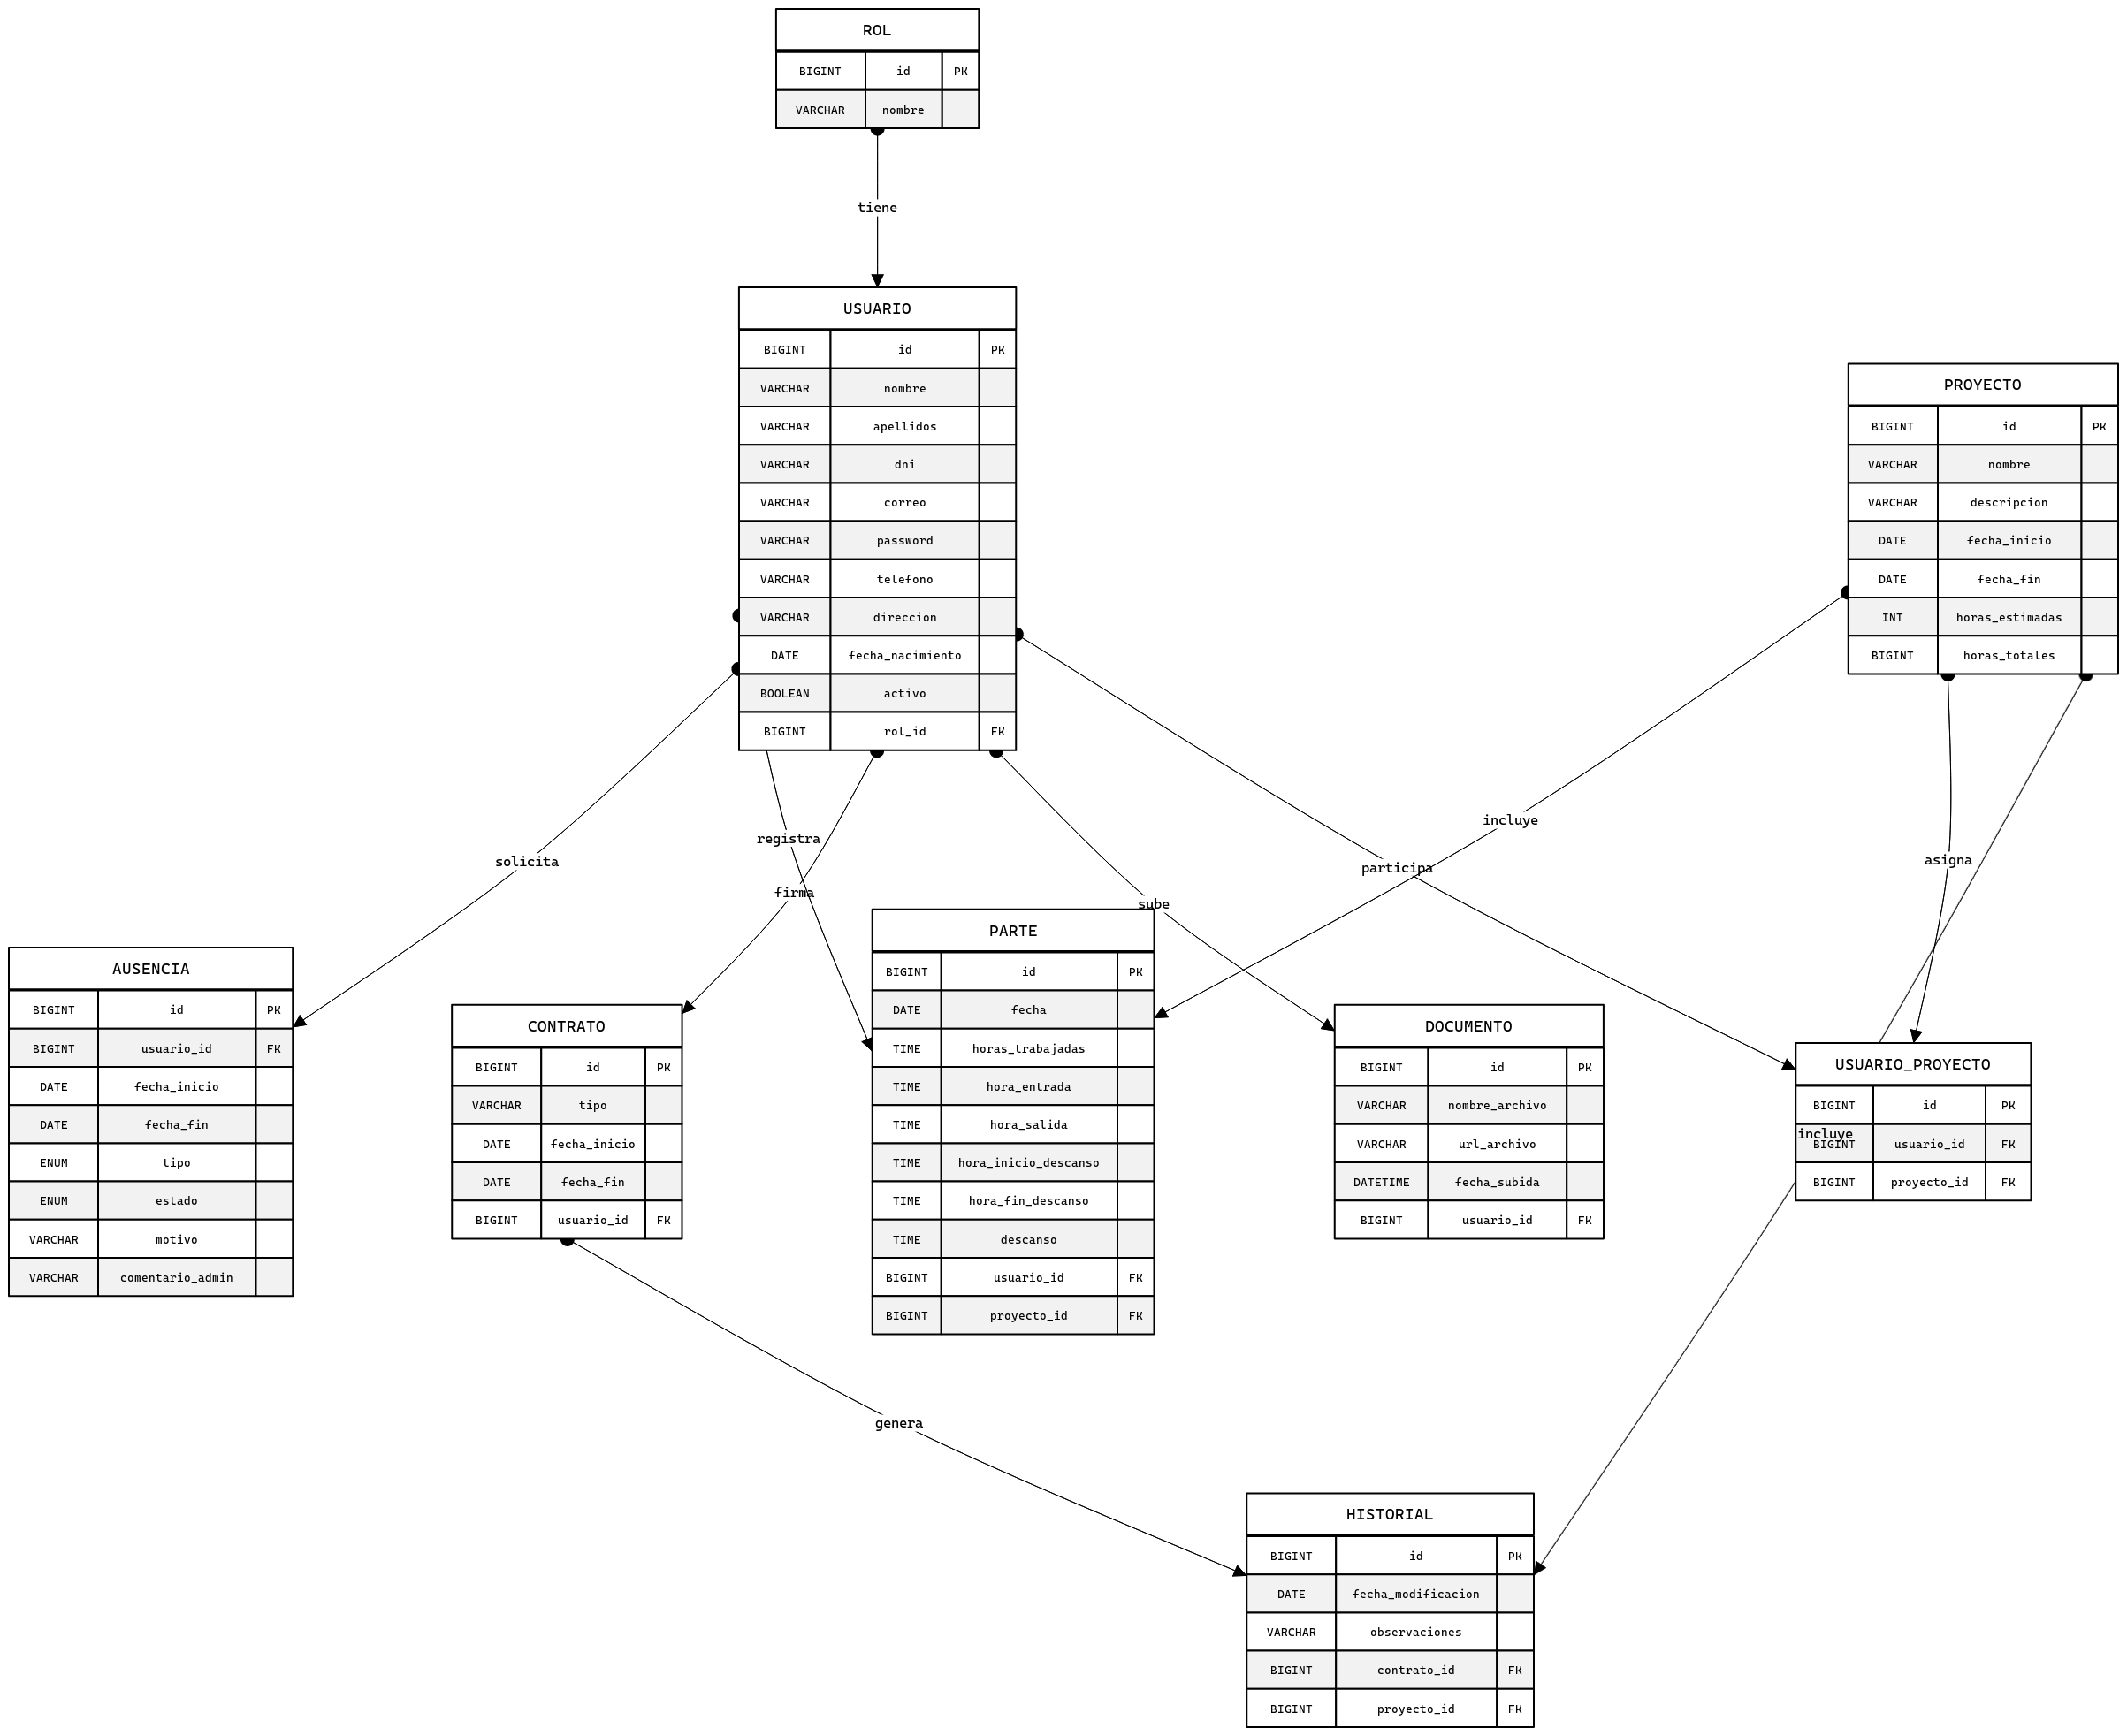 ROL
BIGINT id PK
VARCHAR nombre
tiene
USUARIO
BIGINT id PK
VARCHAR nombre
VARCHAR apellidos
VARCHAR dni
VARCHAR correo
VARCHAR password
VARCHAR telefono
VARCHAR direccion
DATE fecha_nacimiento
BOOLEAN activo
BIGINT rol_id FK
PROYECTO
BIGINT id PK
VARCHAR nombre
VARCHAR descripcion
DATE fecha_inicio
DATE fecha_fin
INT horas_estimadas
BIGINT horas_totales
solicita
registra
firma
sube
participa
incluye
asigna
AUSENCIA
BIGINT id PK
BIGINT usuario_id FK
DATE fecha_inicio
DATE fecha_fin
ENUM tipo
ENUM estado
VARCHAR motivo
VARCHAR comentario_admin
CONTRATO
BIGINT id PK
VARCHAR tipo
DATE fecha_inicio
DATE fecha_fin
BIGINT usuario_id FK
PARTE
BIGINT id PK
DATE fecha
TIME horas_trabajadas
TIME hora_entrada
TIME hora_salida
TIME hora_inicio_descanso
TIME hora_fin_descanso
TIME descanso
BIGINT usuario_id FK
BIGINT proyecto_id FK
DOCUMENTO
BIGINT id PK
VARCHAR nombre_archivo
VARCHAR url_archivo
DATETIME fecha_subida
BIGINT usuario_id FK
USUARIO_PROYECTO
BIGINT id PK
incluye
BIGINT usuario_id FK
BIGINT proyecto_id FK
genera
HISTORIAL
BIGINT id PK
DATE fecha_modificacion
VARCHAR observaciones
BIGINT contrato_id FK
BIGINT proyecto_id FK